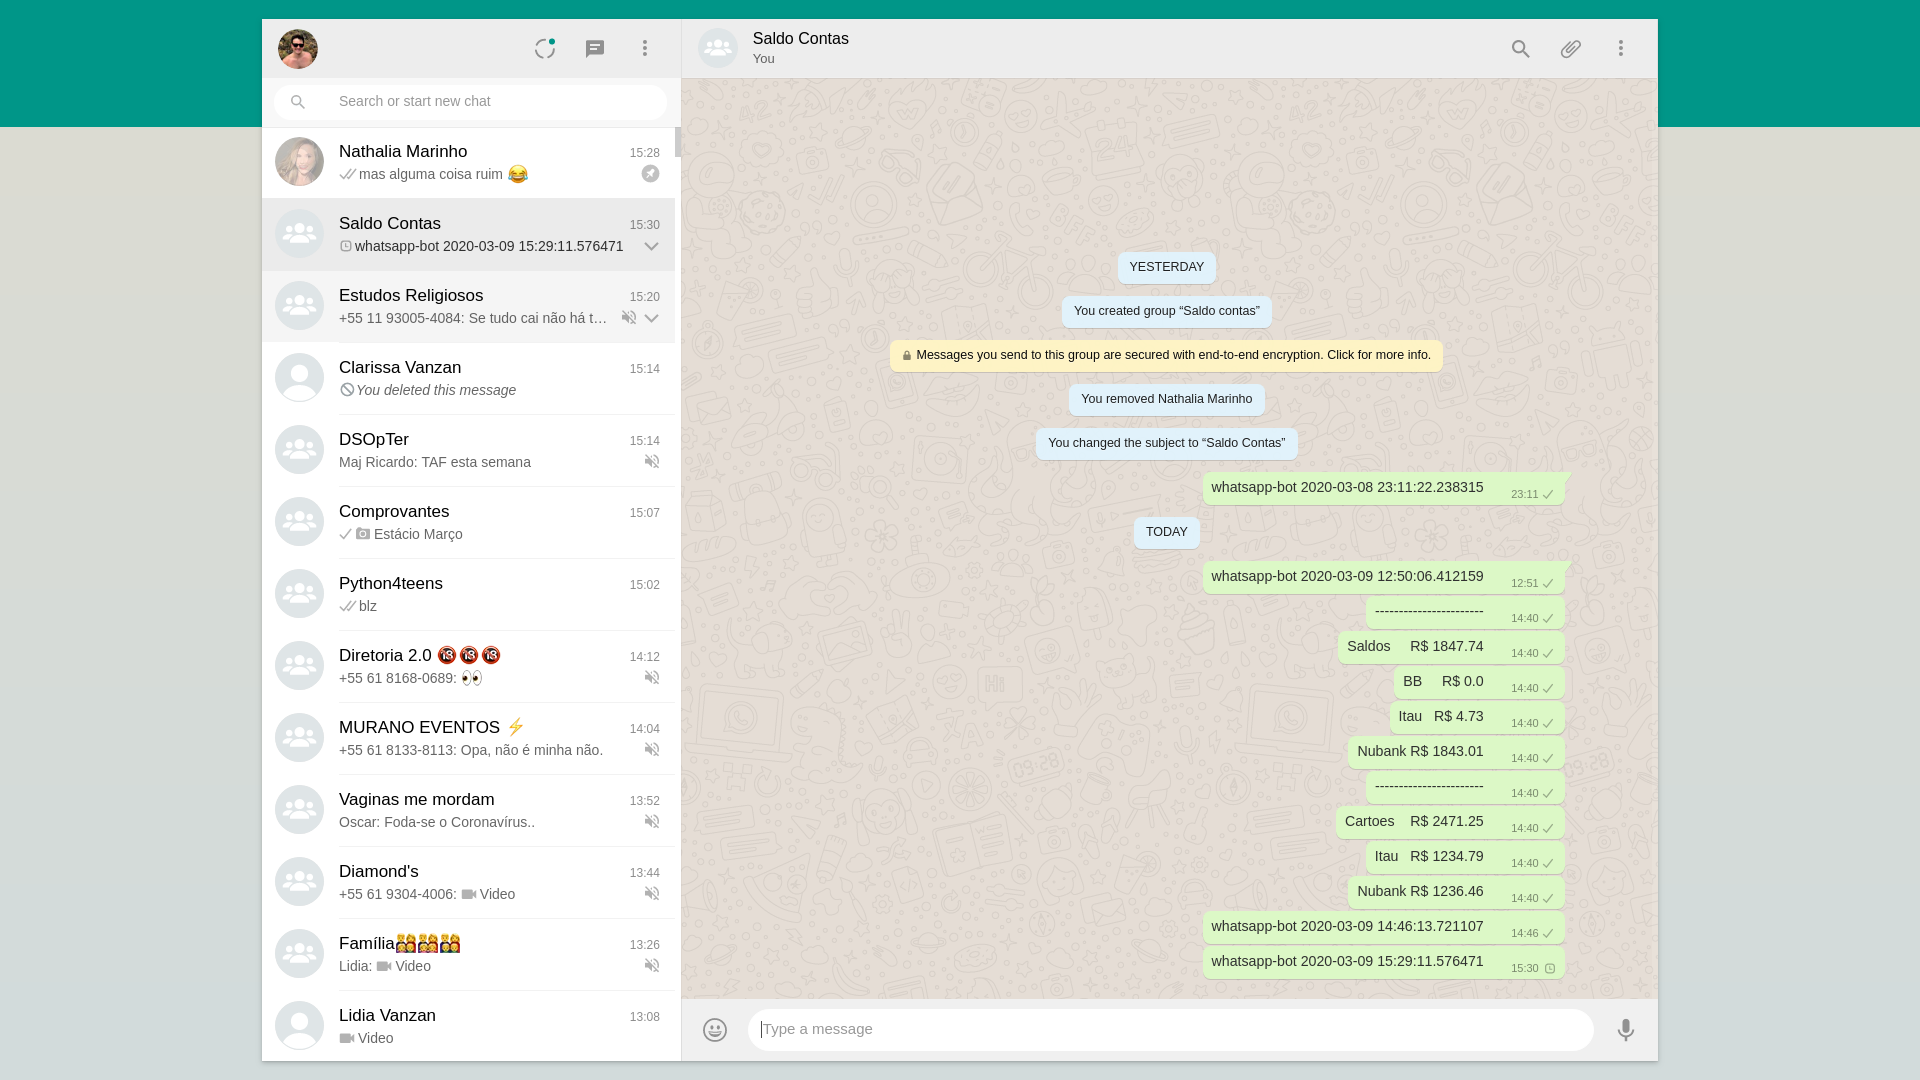 Search or start new chat
Nathalia Marinho
15:28
mas alguma coisa ruim 😂
Saldo Contas
15:30
whatsapp-bot 2020-03-09 15:29:11.576471
Estudos Religiosos
15:20
+55 11 93005-4084: Se tudo cai não há t…
Clarissa Vanzan
15:14
You deleted this message
DSOpTer
15:14
Maj Ricardo: TAF esta semana
Comprovantes
15:07
Estácio Março
Python4teens
15:02
blz
Diretoria 2.0 🔞🔞🔞
14:12
+55 61 8168-0689: 👀
MURANO EVENTOS ⚡
14:04
+55 61 8133-8113: Opa, não é minha não.
Vaginas me mordam
13:52
Oscar: Foda-se o Coronavírus..
Diamond's
13:44
+55 61 9304-4006: Video
Família👨‍👩‍👧‍👦👨‍👩‍👧‍👦👨‍👩‍👧‍👦
13:26
Lidia: Video
Lidia Vanzan
13:08
Video
Saldo Contas
You
YESTERDAY
You created group “Saldo contas”
Messages you send to this group are secured with end-to-end encryption. Click for more info.
You removed Nathalia Marinho
You changed the subject to “Saldo Contas”
whatsapp-bot 2020-03-08 23:11:22.238315 23:11
TODAY
whatsapp-bot 2020-03-09 12:50:06.412159 12:51
----------------------- 14:40
Saldos R$ 1847.74 14:40
BB R$ 0.0 14:40
Itau R$ 4.73 14:40
Nubank R$ 1843.01 14:40
----------------------- 14:40
Cartoes R$ 2471.25 14:40
Itau R$ 1234.79 14:40
Nubank R$ 1236.46 14:40
whatsapp-bot 2020-03-09 14:46:13.721107 14:46
whatsapp-bot 2020-03-09 15:29:11.576471 15:30
Type a message